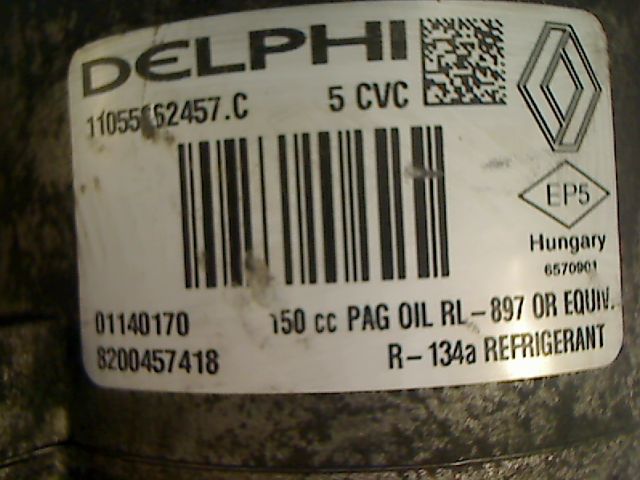 DELPHI
5 CVC
EP5
Hungary
6570901
01140170
150 cc PAG OIL RL-897 OR EQUIV.
8200457418
R-134a REFRIGERANT